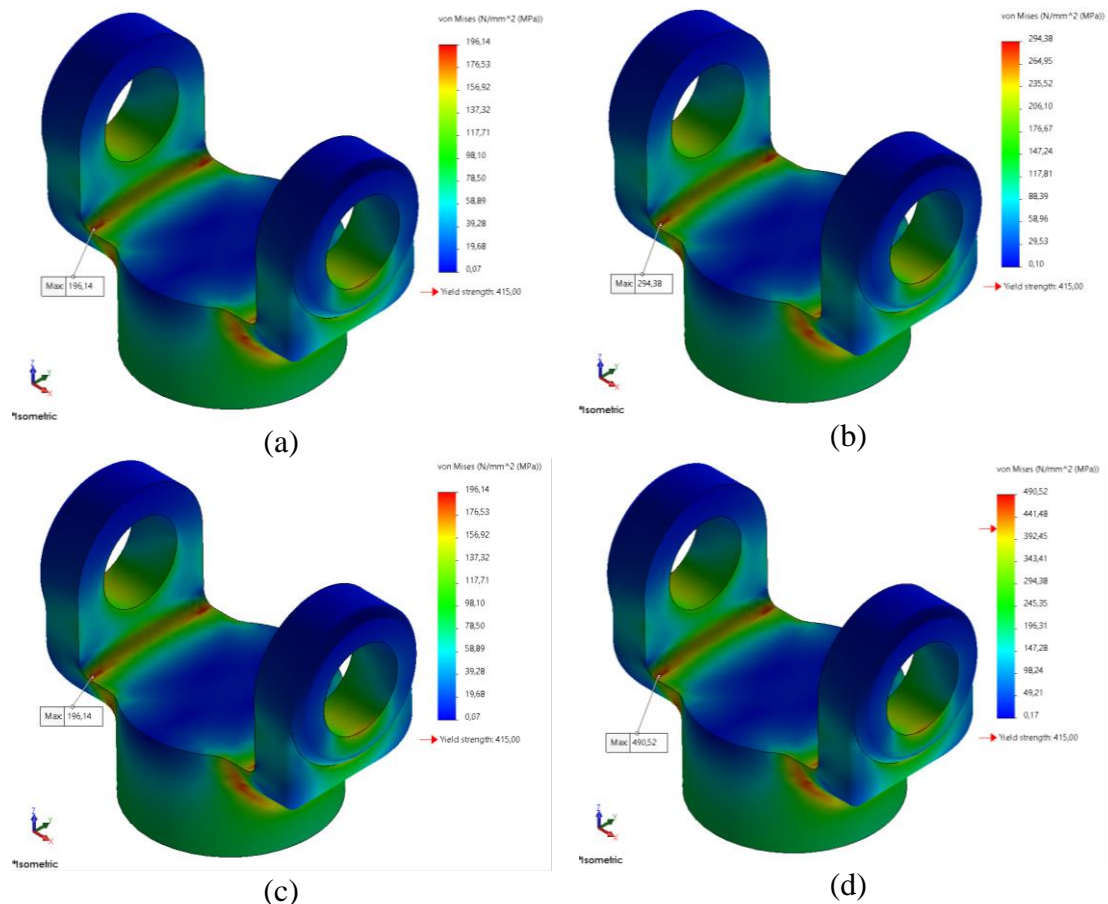 von Mises (N/mm^2 (MPa))
196,14
176,53
156,92
137,32
117,71
98,10
78,50
58,89
39,28
19,68
0,07
Yield strength: 415,00
Max: 196,14
Z
Y
X
*Isometric
(a)
von Mises (N/mm^2 (MPa))
294,38
264,95
235,52
206,10
176,67
147,24
117,81
88,39
58,96
29,53
0,10
Yield strength: 415,00
Max: 294,38
Z
Y
X
*Isometric
(b)
von Mises (N/mm^2 (MPa))
196,14
176,53
156,92
137,32
117,71
98,10
78,50
58,89
39,28
19,68
0,07
Yield strength: 415,00
Max: 196,14
Z
Y
X
*Isometric
(c)
von Mises (N/mm^2 (MPa))
490,52
441,48
392,45
343,41
294,38
245,35
196,31
147,28
98,24
49,21
0,17
Yield strength: 415,00
Max: 490,52
Z
Y
X
*Isometric
(d)